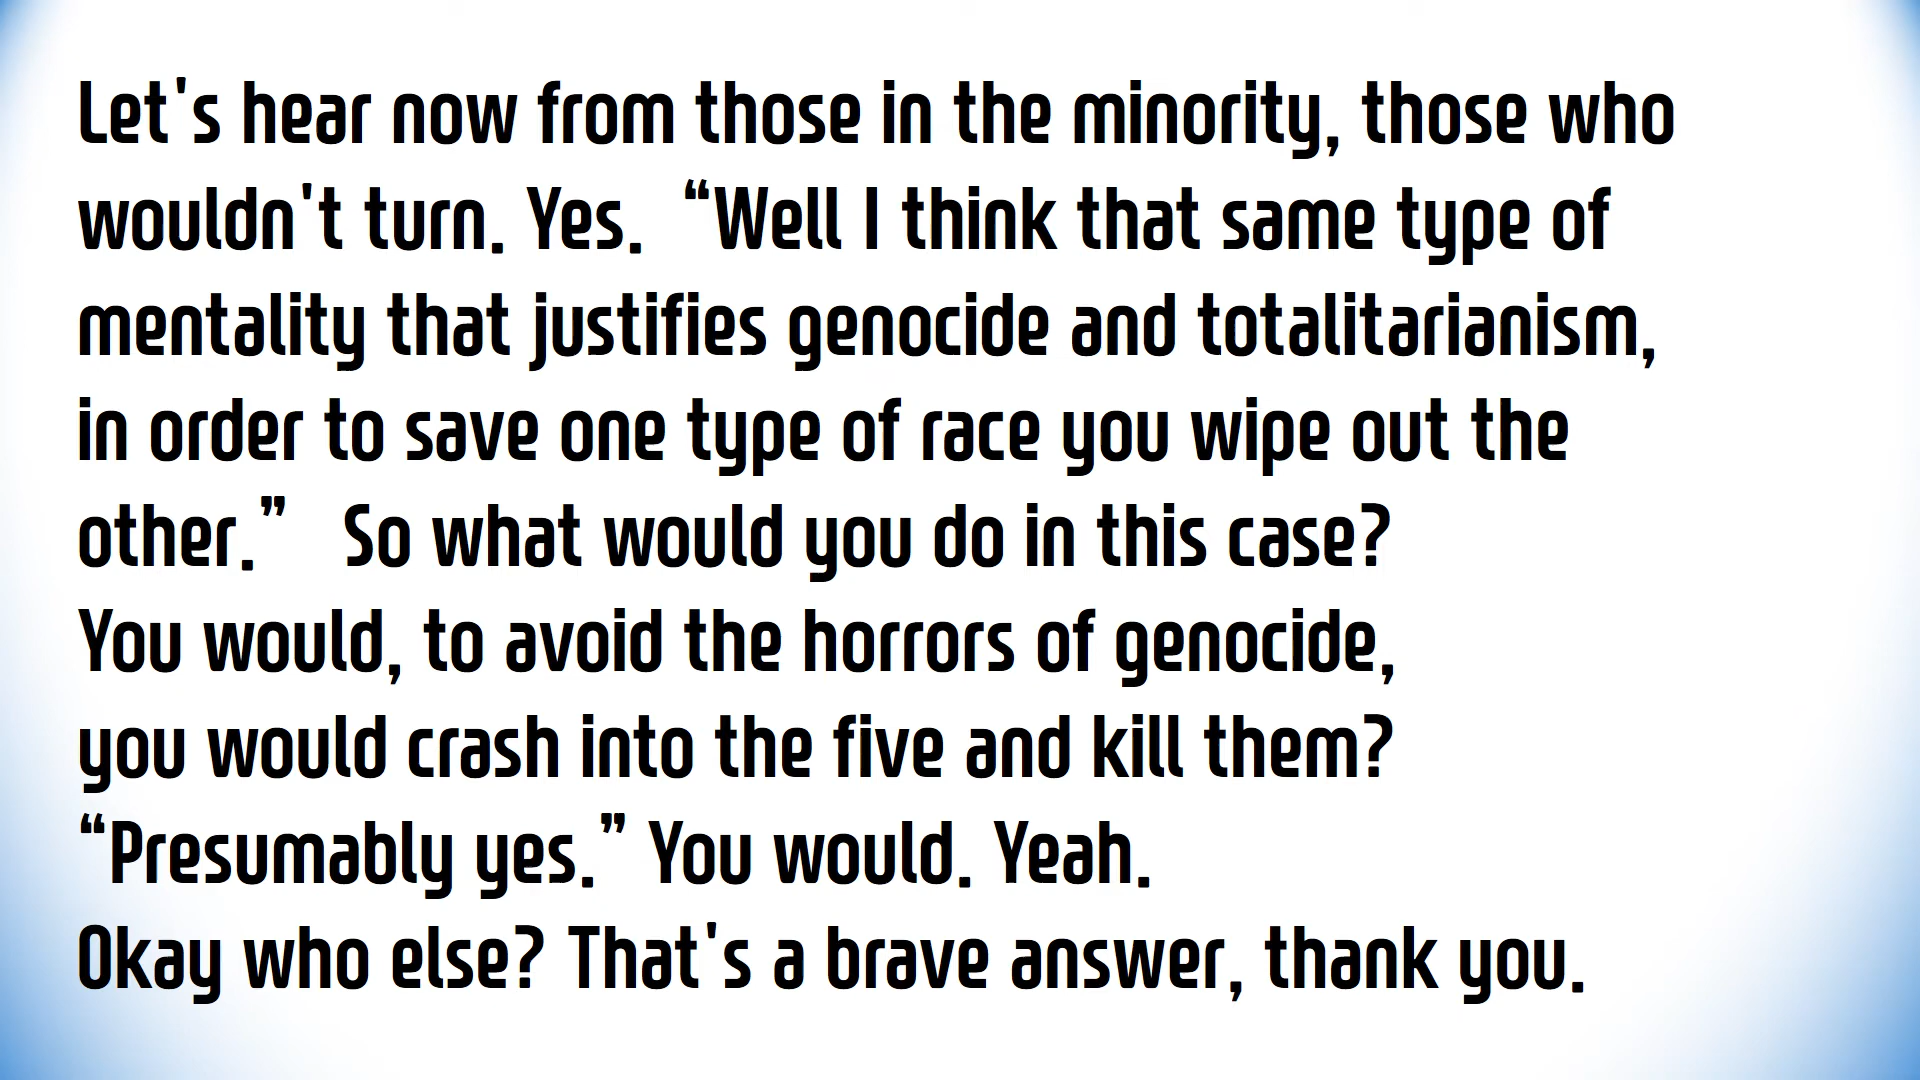 Let's hear now from those in the minority, those who
wouldn't turn. Yes.  “Well I think that same type of
mentality that justifies genocide and totalitarianism,
in order to save one type of race you wipe out the
other.”   So what would you do in this case?
You would, to avoid the horrors of genocide,
you would crash into the five and kill them?
“Presumably yes.” You would. Yeah.
Okay who else? That's a brave answer, thank you.